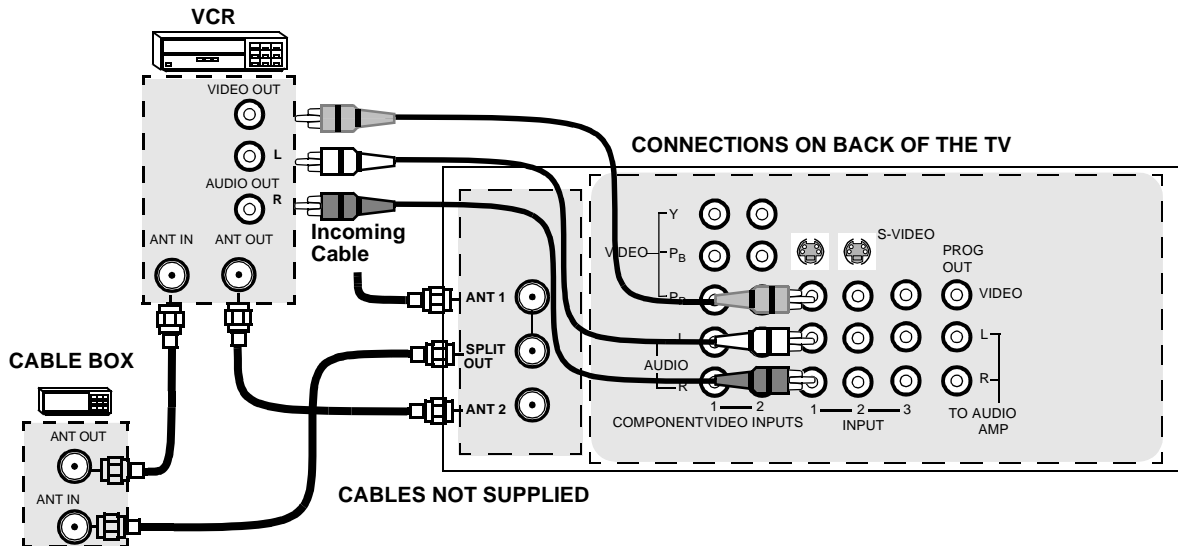 VCR
VIDEO OUT
L
AUDIO OUT
R
ANT IN
ANT OUT
Incoming
Cable
CABLE BOX
ANT OUT
ANT IN
CONNECTIONS ON BACK OF THE TV
ANT 1
SPLIT
OUT
ANT 2
VIDEO
Y
PB
PR
L
AUDIO
R
1 2
COMPONENT VIDEO INPUTS
S-VIDEO
1 2 3
INPUT
PROG
OUT
VIDEO
L
R
TO AUDIO
AMP
CABLES NOT SUPPLIED